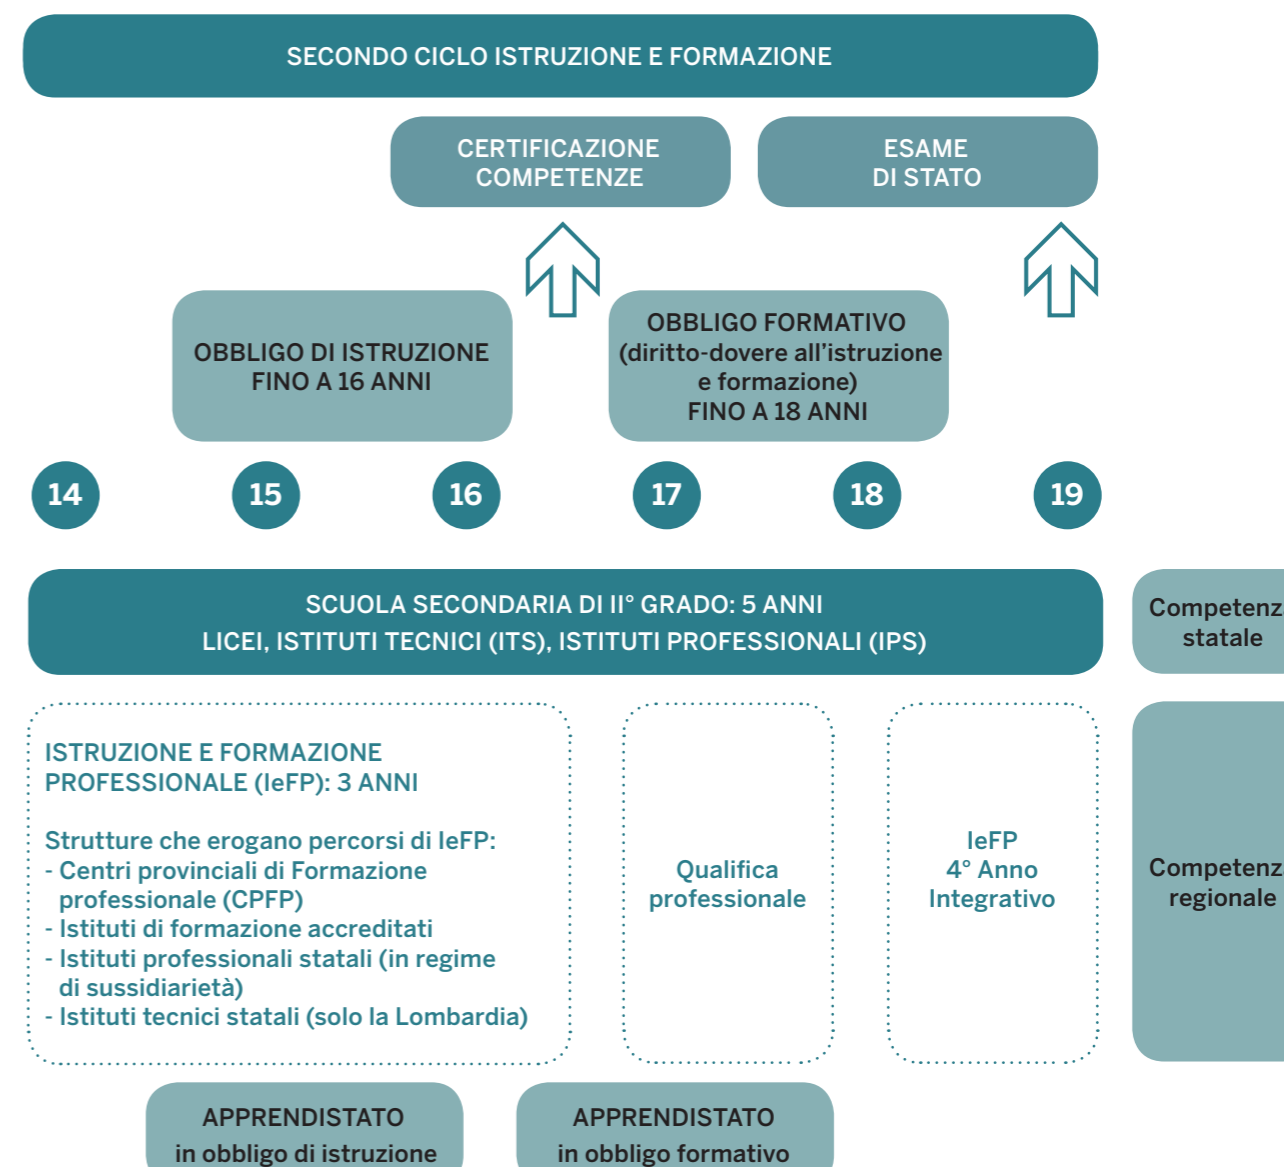 SECONDO CICLO ISTRUZIONE E FORMAZIONE
CERTIFICAZIONE
COMPETENZE
ESAME
DI STATO
OBBLIGO DI ISTRUZIONE
FINO A 16 ANNI
OBBLIGO FORMATIVO
(diritto-dovere all'istruzione
e formazione)
FINO A 18 ANNI
14
15
16
17
18
19
SCUOLA SECONDARIA DI II° GRADO: 5 ANNI
LICEI, ISTITUTI TECNICI (ITS), ISTITUTI PROFESSIONALI (IPS)
statale
ISTRUZIONE E FORMAZIONE
PROFESSIONALE (IeFP): 3 ANNI
Strutture che erogano percorsi di IeFP:
- Centri provinciali di Formazione
professionale (CPFP)
- Istituti di formazione accreditati
- Istituti professionali statali (in regime
di sussidiarietà)
- Istituti tecnici statali (solo la Lombardia)
Qualifica
professionale
IeFP
4° Anno
Integrativo
regionale
APPRENDISTATO
in obbligo di istruzione
APPRENDISTATO
in obbligo formativo